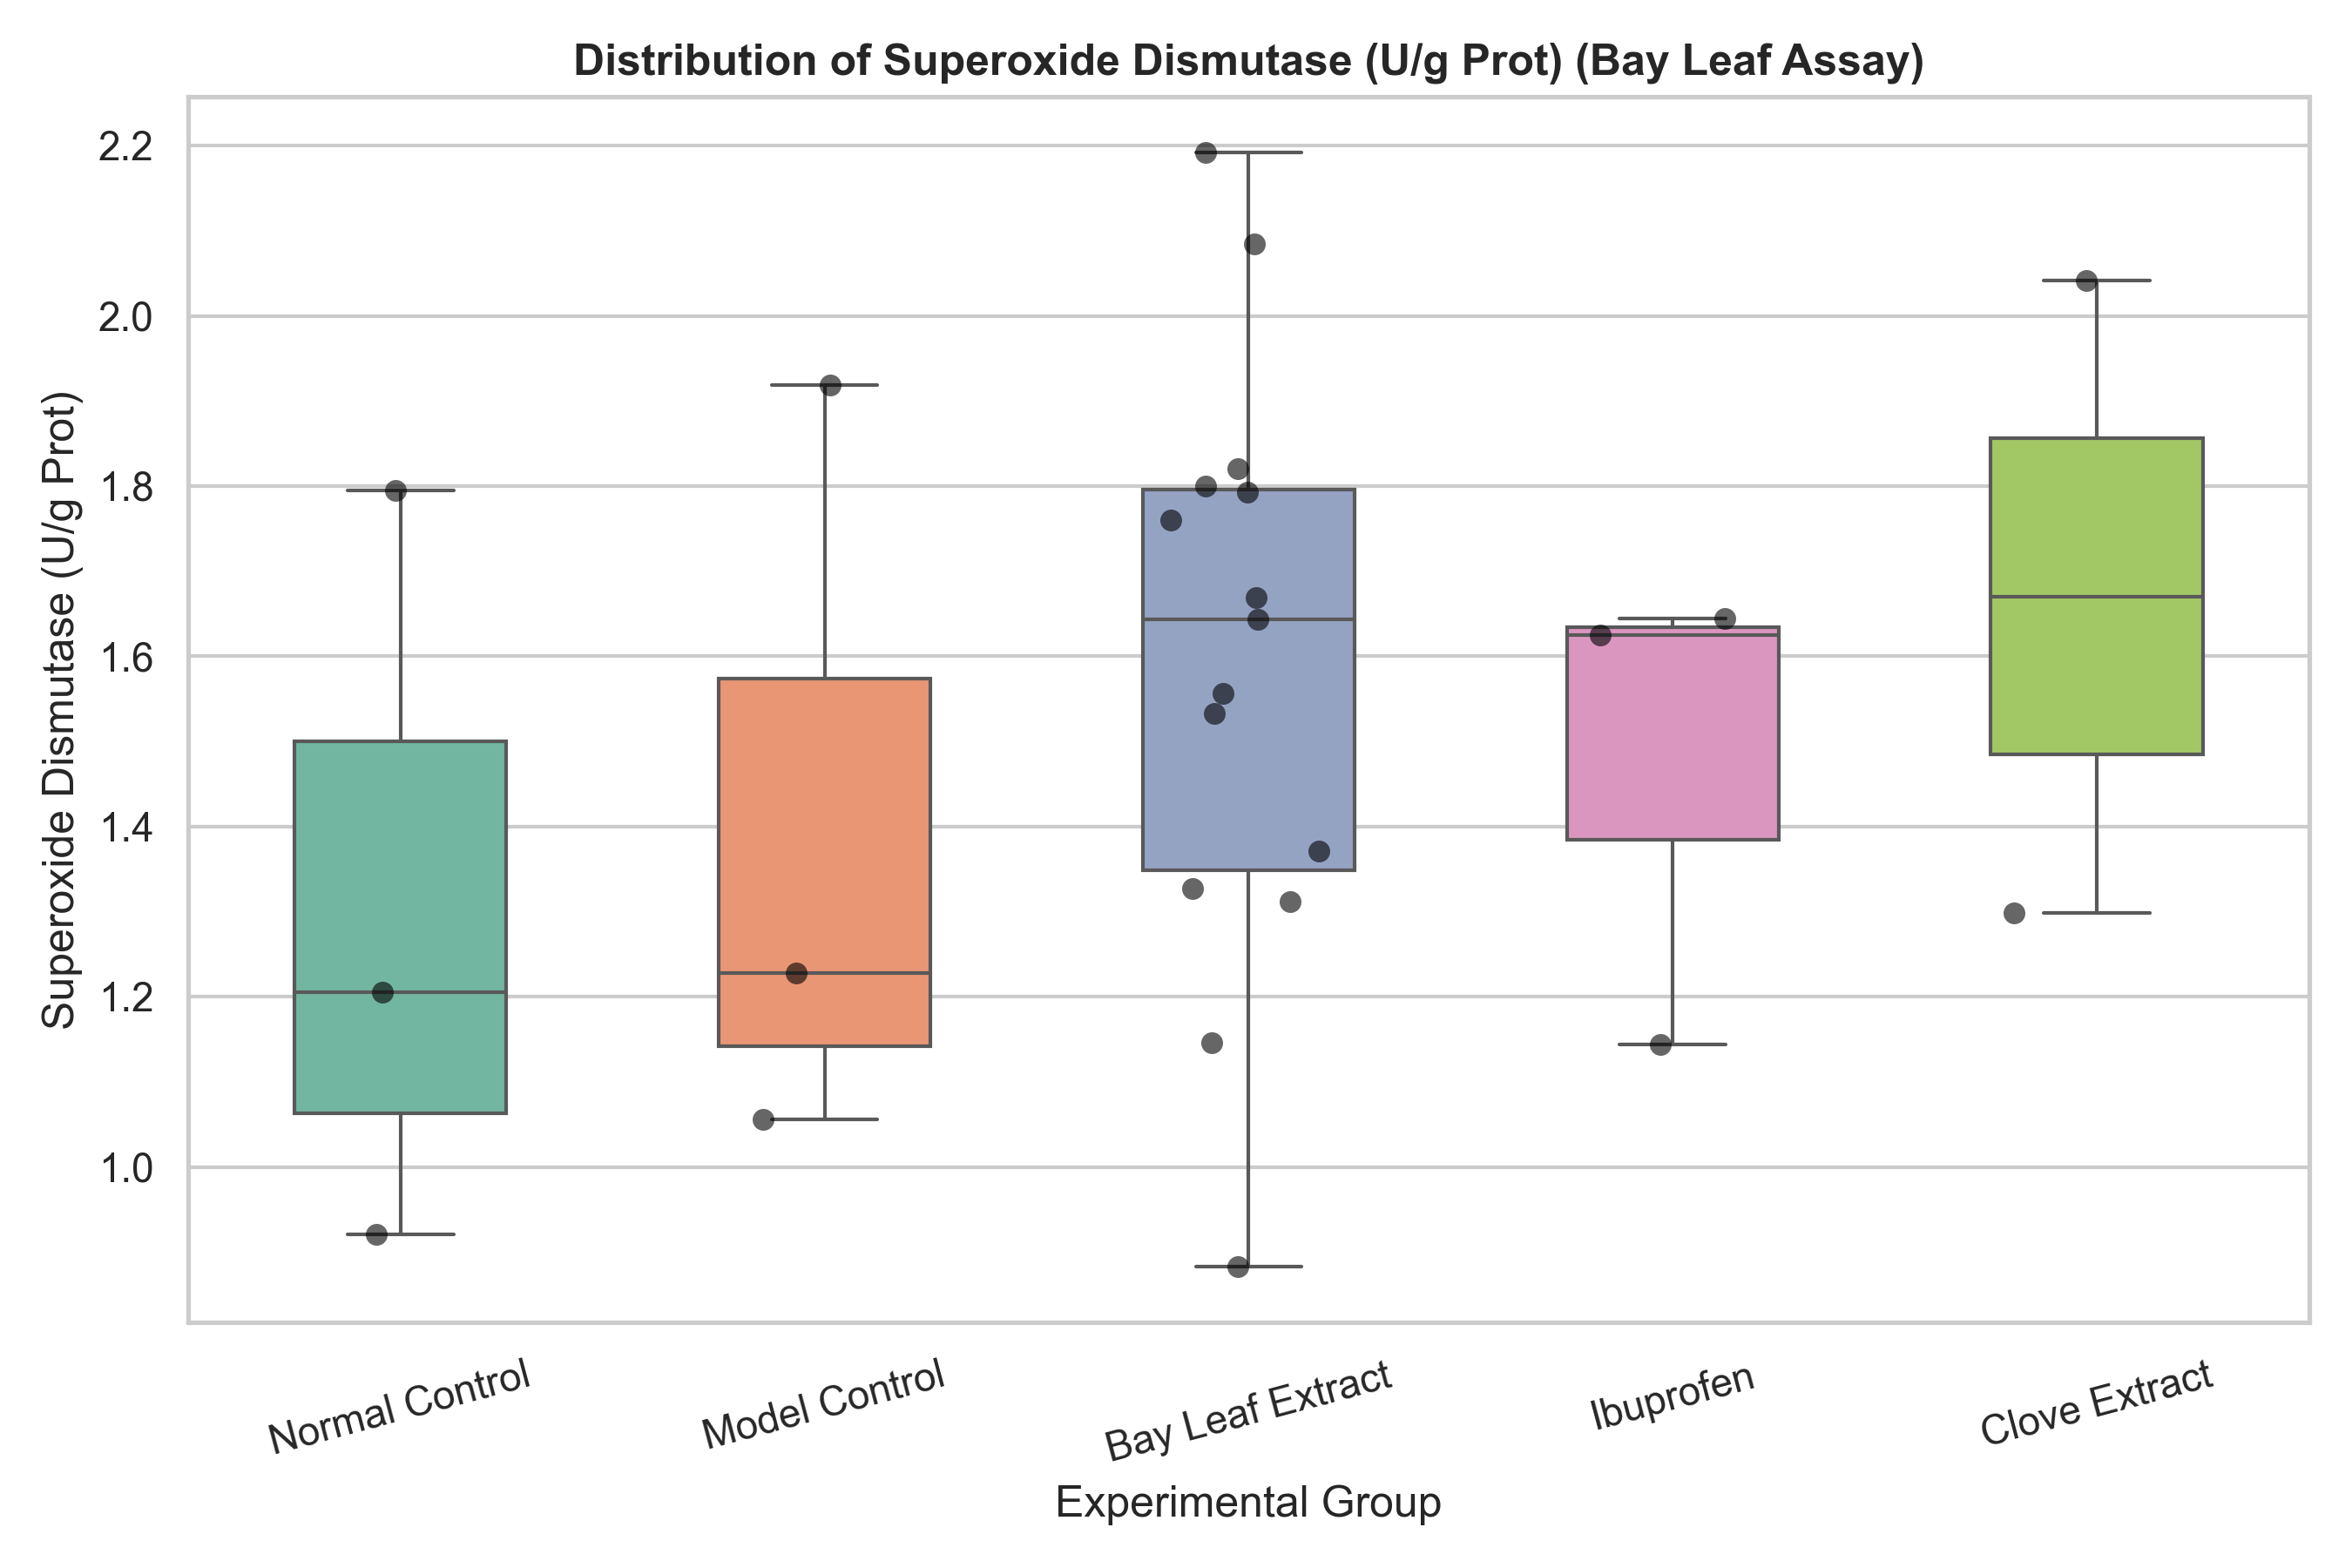 Distribution of Superoxide Dismutase (U/g Prot) (Bay Leaf Assay)
Superoxide Dismutase (U/g Prot)
2.2
2.0
1.8
1.6
1.4
1.2
1.0
Normal Control
Model Control
Bay Leaf Extract
Ibuprofen
Clove Extract
Experimental Group